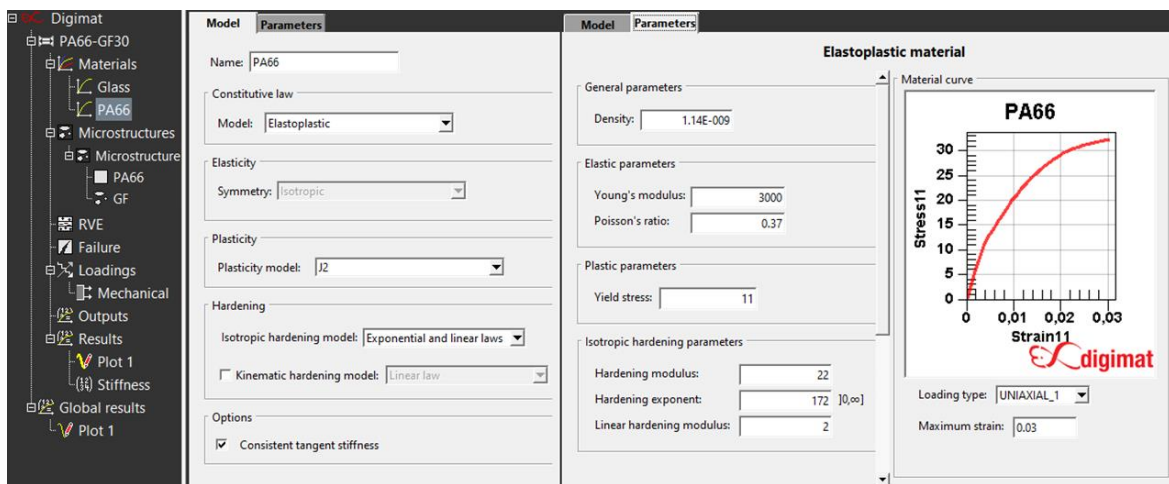 Digimat
PA66-GF30
Materials
Glass
PA66
Microstructures
Microstructure
PA66
GF
RVE
Failure
Loadings
Mechanical
Outputs
Results
Plot 1
Stiffness
Global results
Plot 1
Model Parameters
Name: PA66
Constitutive law
Model: Elastoplastic
Elasticity
Symmetry: Isotropic
Plasticity
Plasticity model: J2
Hardening
Isotropic hardening model: Exponential and linear laws
Kinematic hardening model: Linear law
Options
Consistent tangent stiffness
Model Parameters
Elastoplastic material
General parameters
Density: 1.14E-009
Elastic parameters
Young's modulus: 3000
Poisson's ratio: 0.37
Plastic parameters
Yield stress: 11
Isotropic hardening parameters
Hardening modulus: 22
Hardening exponent: 172 ]0,∞]
Linear hardening modulus: 2
Material curve
PA66
Stress11
30
25
20
15
10
5
0
0 0,01 0,02 0,03
Strain11
digimat
Loading type: UNIAXIAL_1
Maximum strain: 0.03